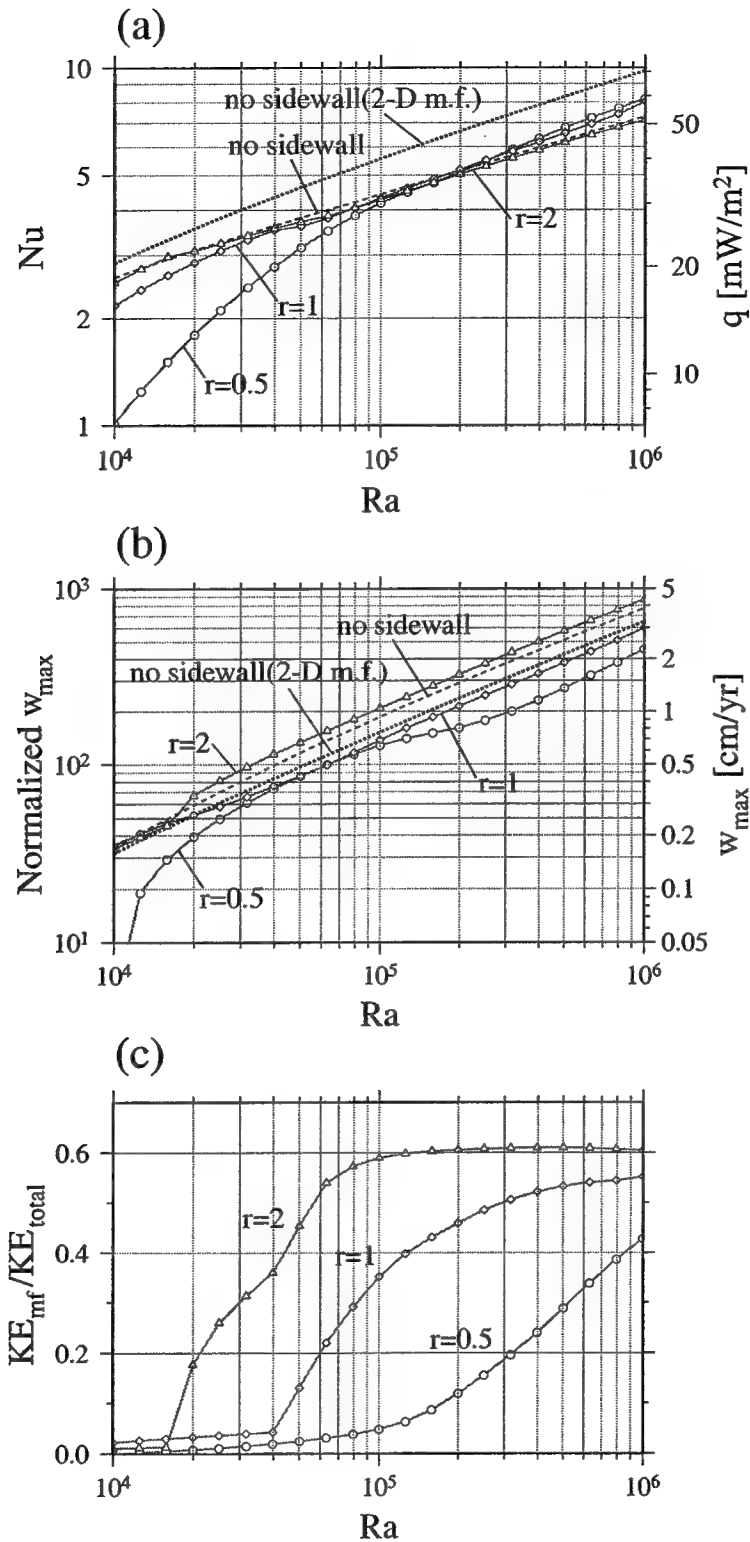 (a)
10
5
2
1
Nu
50
20
10
q [mW/m²]
no sidewall(2-D m.f.)
no sidewall
r=2
r=1
r=0.5
10⁴
10⁵
10⁶
Ra
(b)
10³
10²
10¹
Normalized w_max
5
2
1
0.5
0.2
0.1
0.05
w_max [cm/yr]
no sidewall
no sidewall(2-D m.f.)
r=2
r=1
r=0.5
10⁴
10⁵
10⁶
Ra
(c)
0.6
0.4
0.2
0.0
KE_mf/KE_total
r=2
r=1
r=0.5
10⁴
10⁵
10⁶
Ra